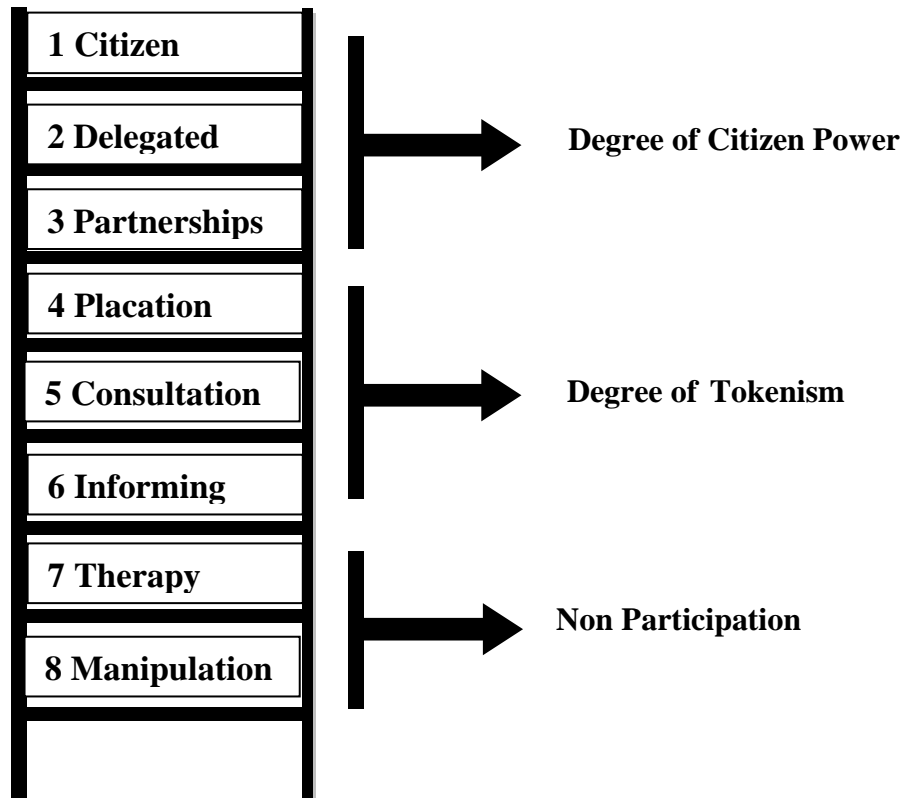 1 Citizen
2 Delegated
Degree of Citizen Power
3 Partnerships
4 Placation
5 Consultation
Degree of Tokenism
6 Informing
7 Therapy
Non Participation
8 Manipulation